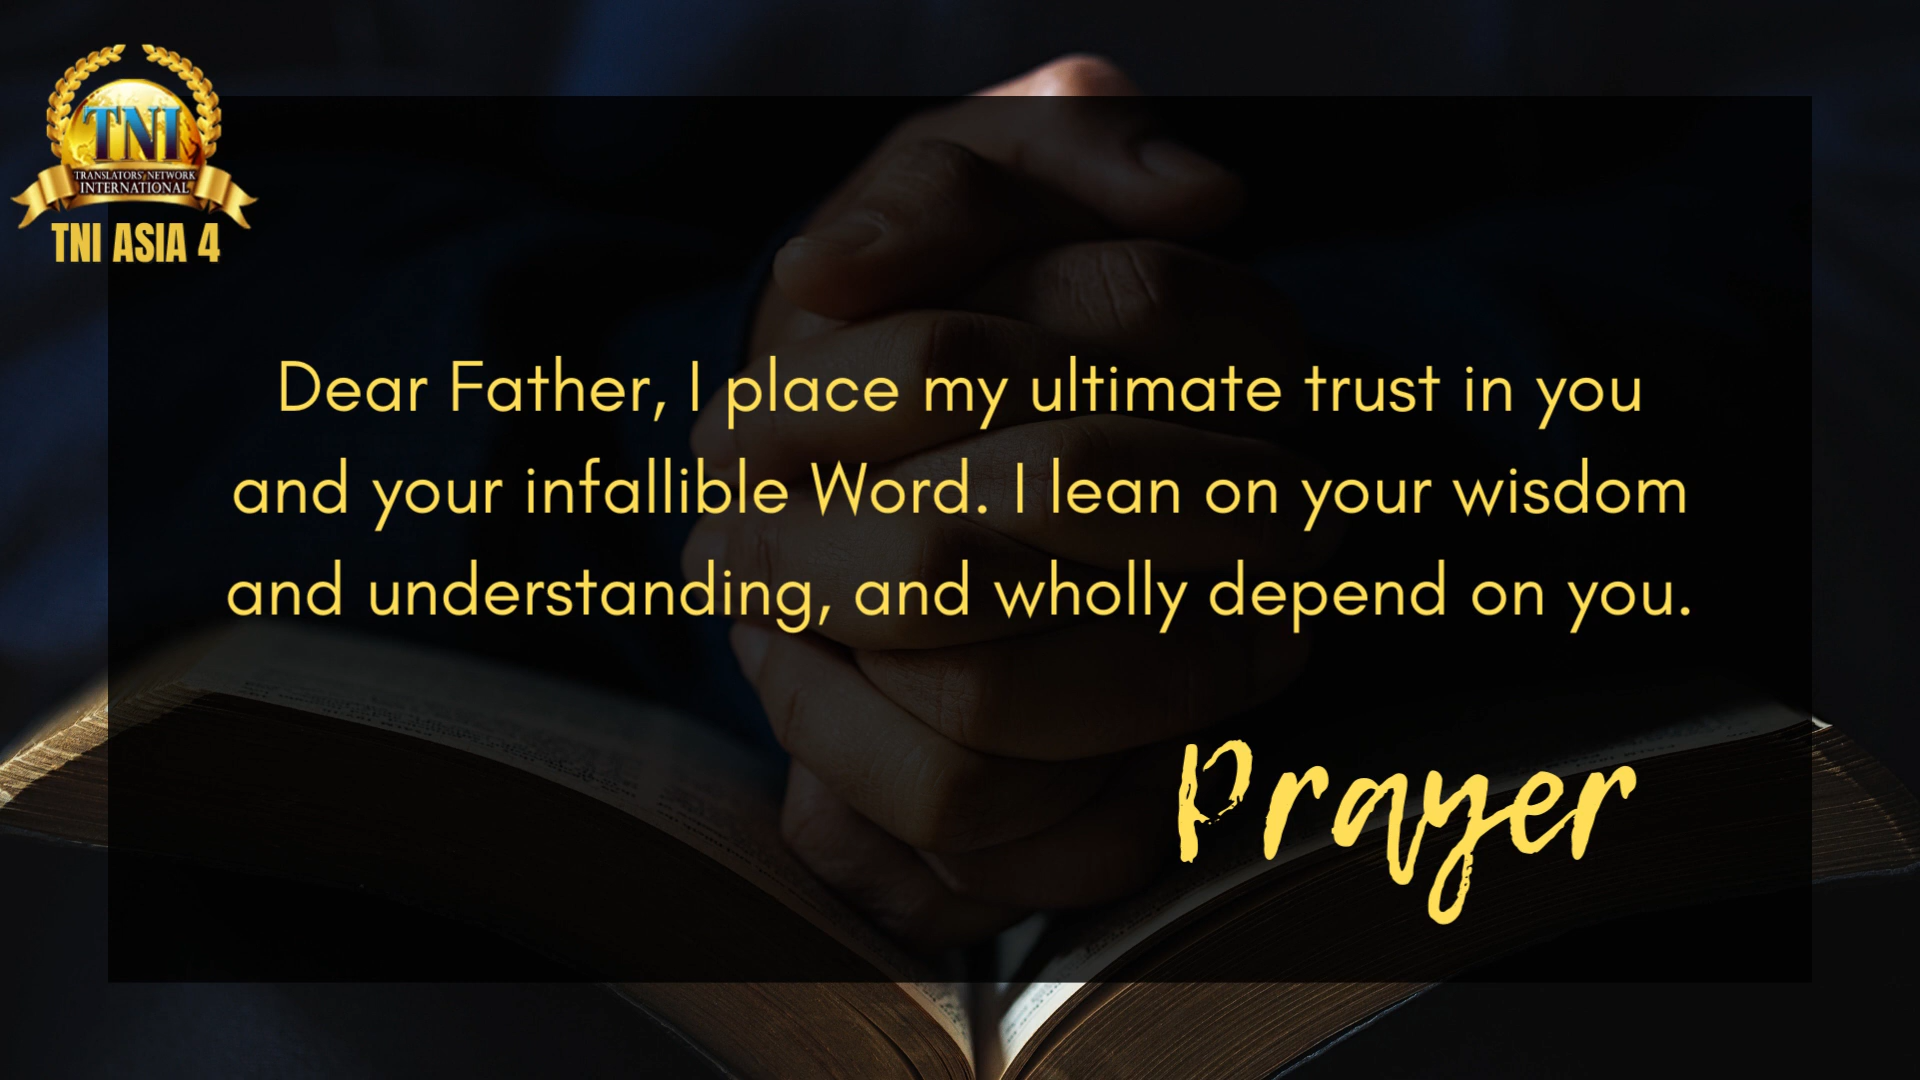 TNI
TRANSLATORS' NETWORK
INTERNATIONAL
TNI ASIA 4
Dear Father, I place my ultimate trust in you
and your infallible Word. I lean on your wisdom
and understanding, and wholly depend on you.
Prayer